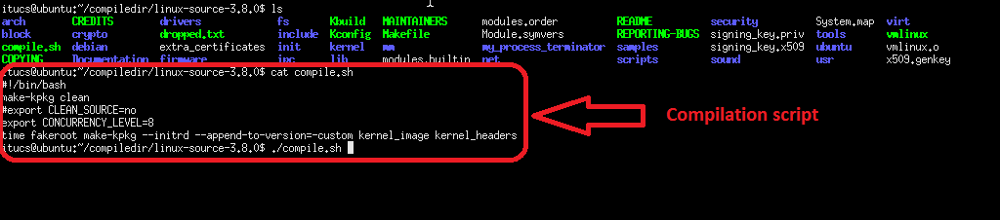 itucs@ubuntu:~/compiledir/linux-source-3.8.0$ ls
arch CREDITS drivers fs Kbuild MAINTAINERS modules.order README security System.map virt
block crypto dropped.txt include Kconfig Makefile Module.symvers REPORTING-BUGS signing_key.priv tools vmlinux
compile.sh debian extra_certificates init kernel mm my_process_terminator samples signing_key.x509 ubuntu vmlinux.o
COPYING Documentation firmware ipc lib modules.builtin net scripts sound usr x509.genkey
itucs@ubuntu:~/compiledir/linux-source-3.8.0$ cat compile.sh
#!/bin/bash
make-kpkg clean
#export CLEAN_SOURCE=no
export CONCURRENCY_LEVEL=8
time fakeroot make-kpkg --initrd --append-to-version=-custom kernel_image kernel_headers
itucs@ubuntu:~/compiledir/linux-source-3.8.0$ ./compile.sh
Compilation script